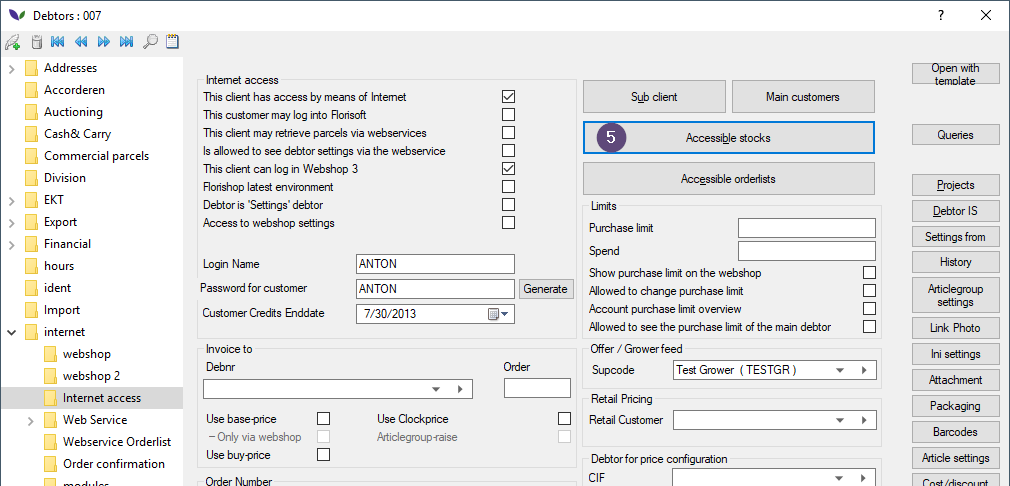 Debtors : 007
?
Addresses
Accorderen
Auctioning
Cash& Carry
Commercial parcels
Division
EKT
Export
Financial
hours
ident
Import
internet
webshop
webshop 2
Internet access
Web Service
Webservice Orderlist
Order confirmation
modules
Internet access
This client has access by means of Internet
This customer may log into Florisoft
This client may retrieve parcels via webservices
Is allowed to see debtor settings via the webservice
This client can log in Webshop 3
Florishop latest environment
Debtor is 'Settings' debtor
Access to webshop settings
Login Name ANTON
Password for customer ANTON Generate
Customer Credits Enddate 7/30/2013
Invoice to
Debnr Order
Use base-price Use Clockprice
– Only via webshop Articlegroup-raise
Use buy-price
Order Number
Sub client Main customers
5 Accessible stocks
Accessible orderlists
Limits
Purchase limit
Spend
Show purchase limit on the webshop
Allowed to change purchase limit
Account purchase limit overview
Allowed to see the purchase limit of the main debtor
Offer / Grower feed
Supcode Test Grower ( TESTGR )
Retail Pricing
Retail Customer
Debtor for price configuration
CIF
Open with
template
Queries
Projects
Debtor IS
Settings from
History
Articlegroup
settings
Link Photo
Ini settings
Attachment
Packaging
Barcodes
Article settings
Cost/discount